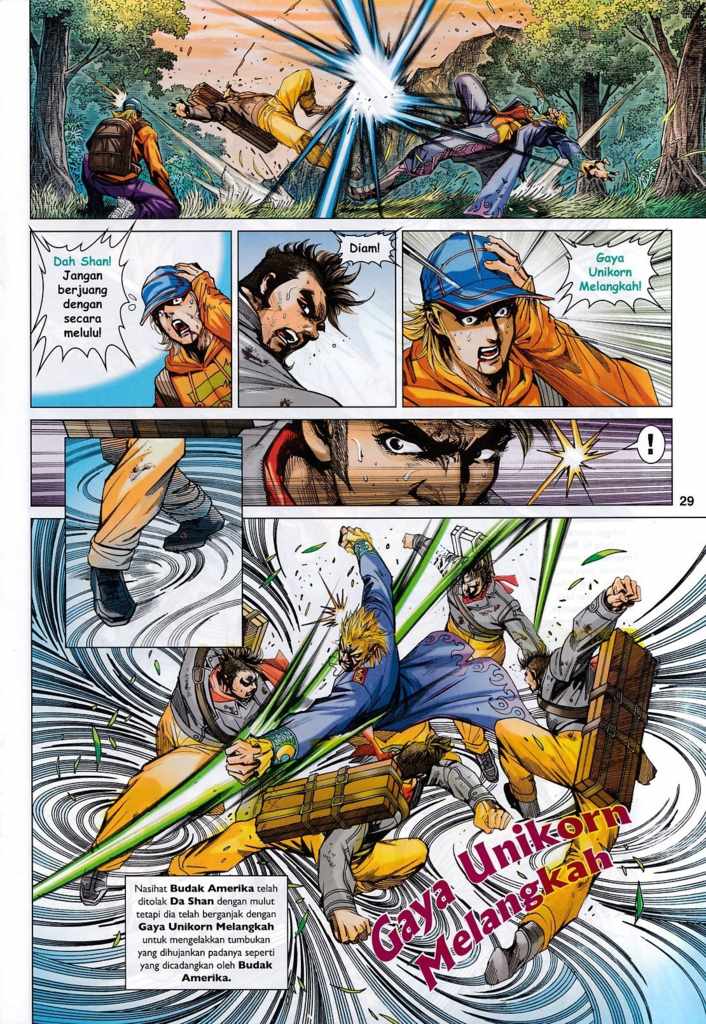 Dah Shan!
Jangan
berjuang
dengan
secara
melulu!
Diam!
Gaya
Unikorn
Melangkah!
!
29
Gaya Unikorn
Melangkah
Nasihat Budak Amerika telah
ditolak Da Shan dengan mulut
tetapi dia telah berganjak dengan
Gaya Unikorn Melangkah
untuk mengelakkan tumbukan
yang dihujankan padanya seperti
yang dicadangkan oleh Budak
Amerika.